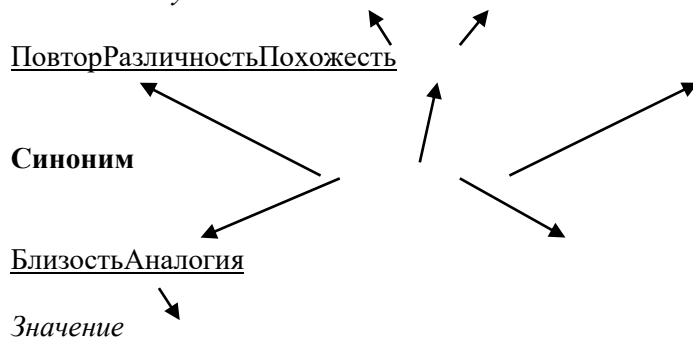 ПовторРазличностьПохожесть
Синоним
БлизостьАналогия
Значение